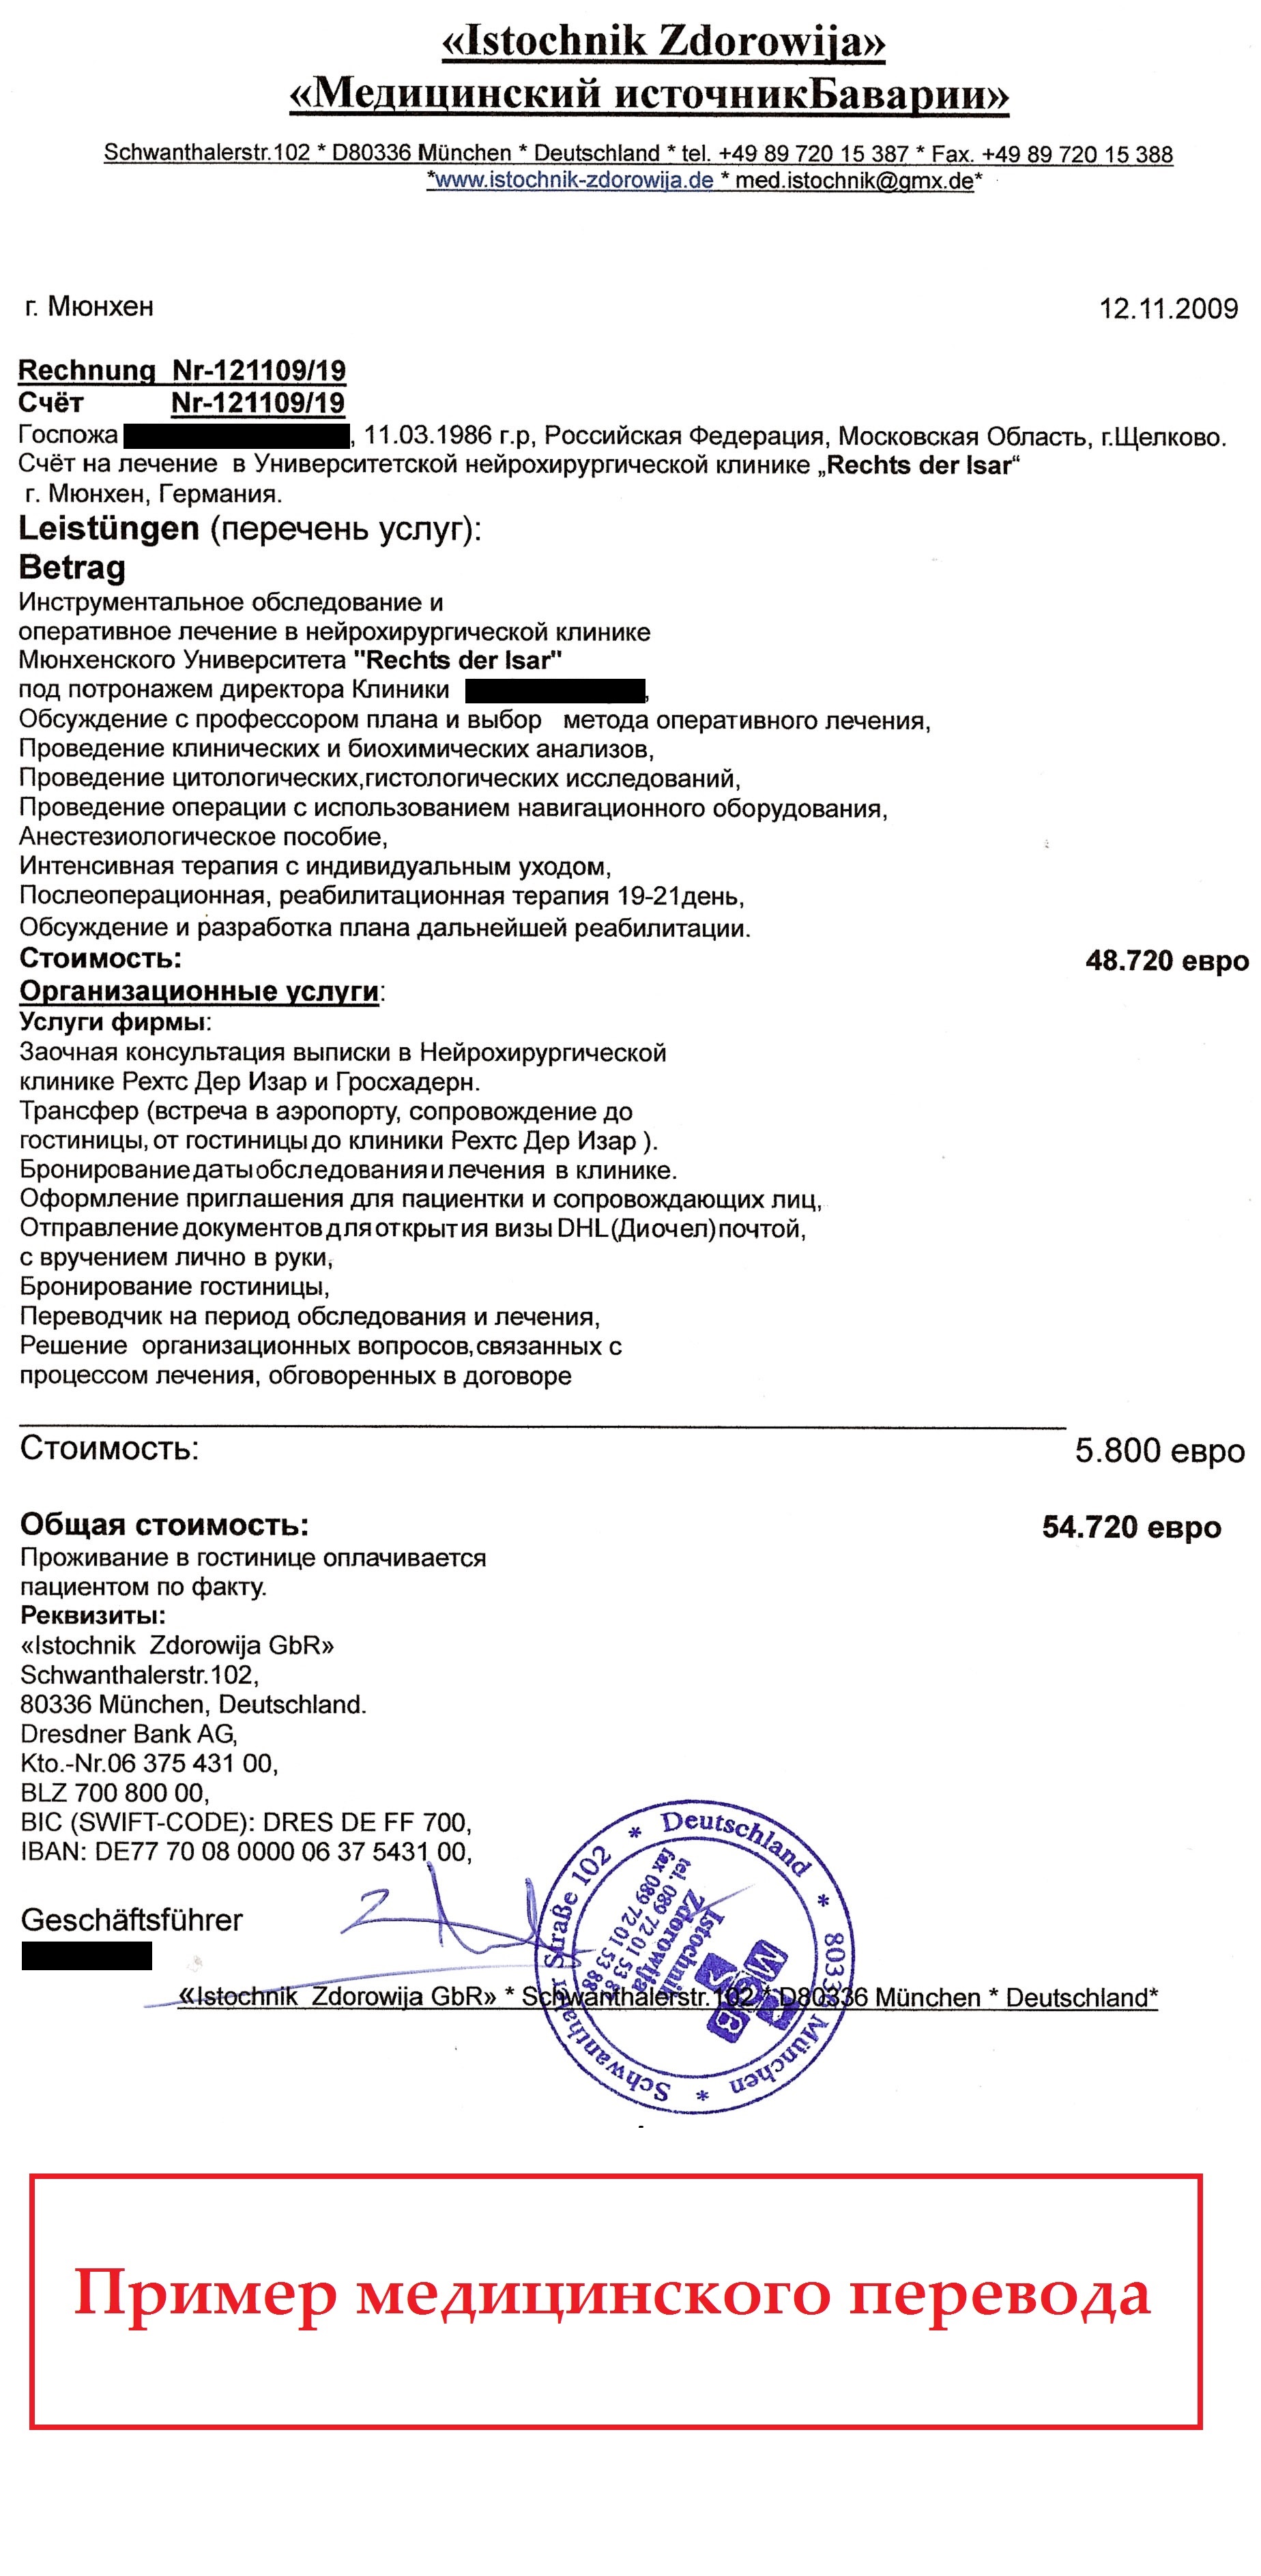 «Istochnik Zdorowija»
«Медицинский источникБаварии»
Schwanthalerstr.102 * D80336 München * Deutschland * tel. +49 89 720 15 387 * Fax. +49 89 720 15 388
*www.istochnik-zdorowija.de * med.istochnik@gmx.de*
г. Мюнхен 12.11.2009
Rechnung Nr-121109/19
Счёт Nr-121109/19
Госпожа , 11.03.1986 г.р, Российская Федерация, Московская Область, г.Щелково.
Счёт на лечение в Университетской нейрохирургической клинике „Rechts der Isar“
г. Мюнхен, Германия.
Leistüngen (перечень услуг):
Betrag
Инструментальное обследование и
оперативное лечение в нейрохирургической клинике
Мюнхенского Университета "Rechts der Isar"
под потронажем директора Клиники ,
Обсуждение с профессором плана и выбор метода оперативного лечения,
Проведение клинических и биохимических анализов,
Проведение цитологических,гистологических исследований,
Проведение операции с использованием навигационного оборудования,
Анестезиологическое пособие,
Интенсивная терапия с индивидуальным уходом,
Послеоперационная, реабилитационная терапия 19-21день,
Обсуждение и разработка плана дальнейшей реабилитации.
Стоимость: 48.720 евро
Организационные услуги:
Услуги фирмы:
Заочная консультация выписки в Нейрохирургической
клинике Рехтс Дер Изар и Гросхадерн.
Трансфер (встреча в аэропорту, сопровождение до
гостиницы, от гостиницы до клиники Рехтс Дер Изар ).
Бронирование даты обследования и лечения в клинике.
Оформление приглашения для пациентки и сопровождающих лиц,
Отправление документов для открытия визы DHL(Диочел)почтой,
с вручением лично в руки,
Бронирование гостиницы,
Переводчик на период обследования и лечения,
Решение организационных вопросов,связанных с
процессом лечения, обговоренных в договоре
Стоимость: 5.800 евро
Общая стоимость: 54.720 евро
Проживание в гостинице оплачивается
пациентом по факту.
Реквизиты:
«Istochnik Zdorowija GbR»
Schwanthalerstr.102,
80336 München, Deutschland.
Dresdner Bank AG,
Kto.-Nr.06 375 431 00,
BLZ 700 800 00,
BIC (SWIFT-CODE): DRES DE FF 700,
IBAN: DE77 70 08 0000 06 37 5431 00,
Geschäftsführer
«Istochnik Zdorowija GbR» * Schwanthalerstr.102 * D80336 München * Deutschland*
Schwanthaler Straße 102 * Deutschland * 80336 München *
Istochnik
Zdorowija
tel. 089 72 01 53 87
fax 089 72 01 53 88
Пример медицинского перевода